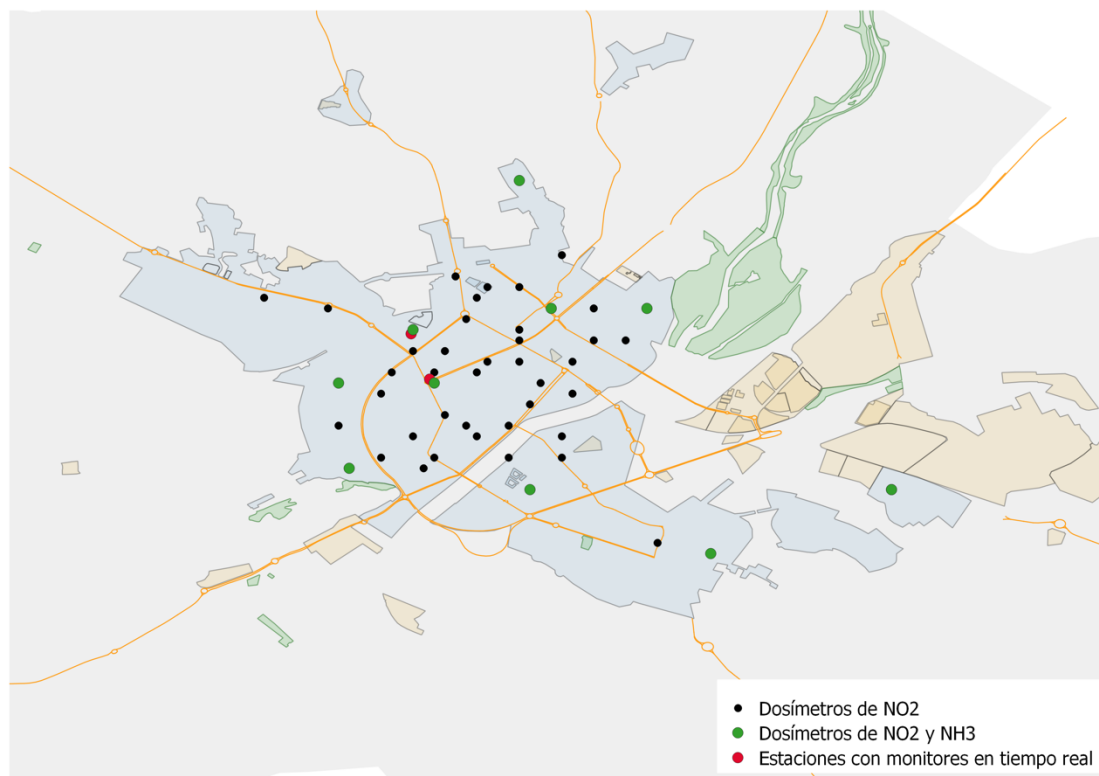 Dosímetros de NO2
Dosímetros de NO2 y NH3
Estaciones con monitores en tiempo real